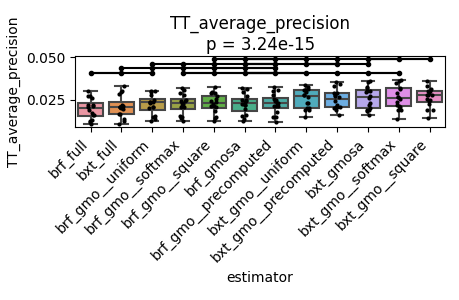 TT_average_precision
p = 3.24e-15
TT_average_precision
0.050
0.025
brf_full
bxt_full
brf_gmo__uniform
brf_gmo__softmax
brf_gmo__square
brf_gmosa
brf_gmo__precomputed
bxt_gmo__uniform
bxt_gmo__precomputed
bxt_gmosa
bxt_gmo__softmax
bxt_gmo__square
estimator